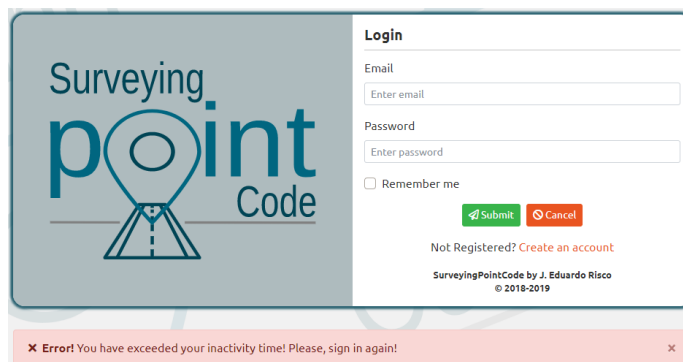 Surveying
point
Code
Login
Email
Enter email
Password
Enter password
Remember me
Submit
Cancel
Not Registered? Create an account
SurveyingPointCode by J. Eduardo Risco
© 2018-2019
× Error! You have exceeded your inactivity time! Please, sign in again! ×